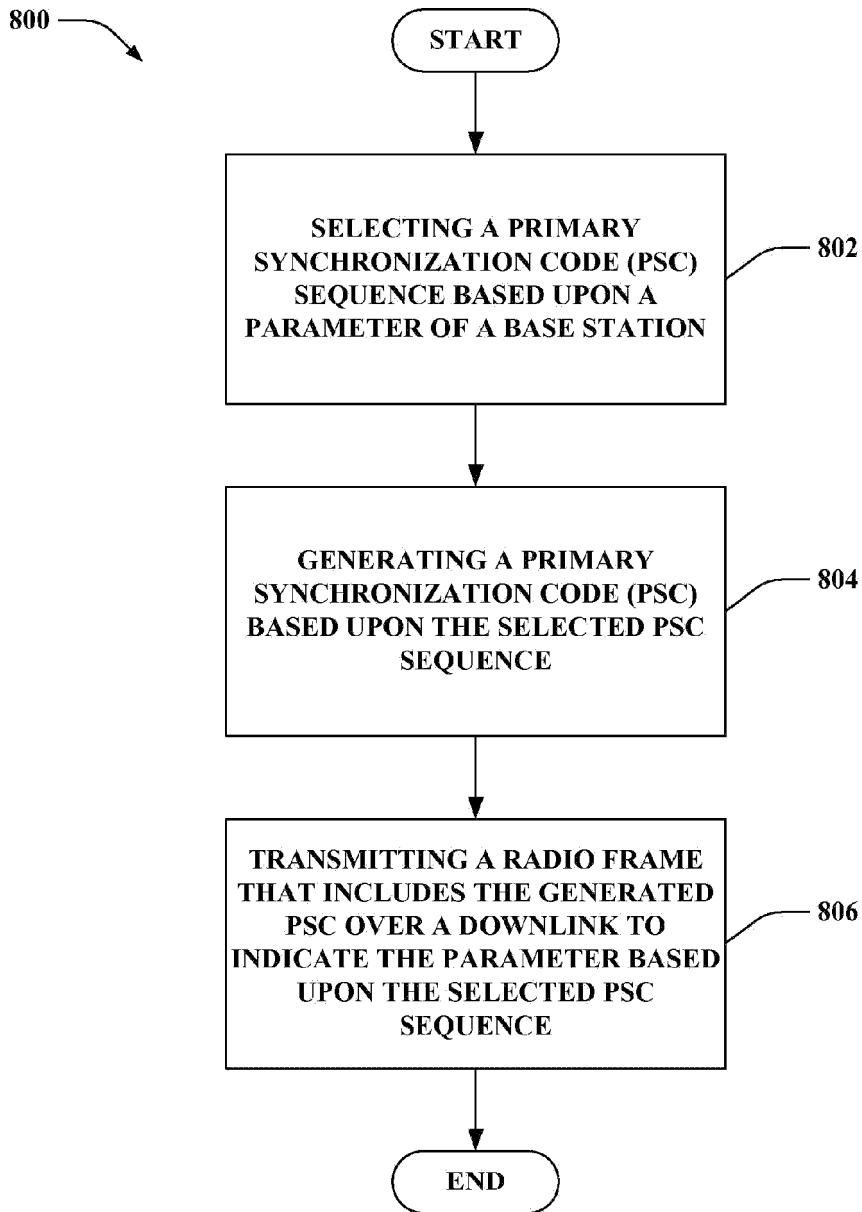 800
START
SELECTING A PRIMARY
SYNCHRONIZATION CODE (PSC)
SEQUENCE BASED UPON A
PARAMETER OF A BASE STATION
802
GENERATING A PRIMARY
SYNCHRONIZATION CODE (PSC)
BASED UPON THE SELECTED PSC
SEQUENCE
804
TRANSMITTING A RADIO FRAME
THAT INCLUDES THE GENERATED
PSC OVER A DOWNLINK TO
INDICATE THE PARAMETER BASED
UPON THE SELECTED PSC
SEQUENCE
806
END